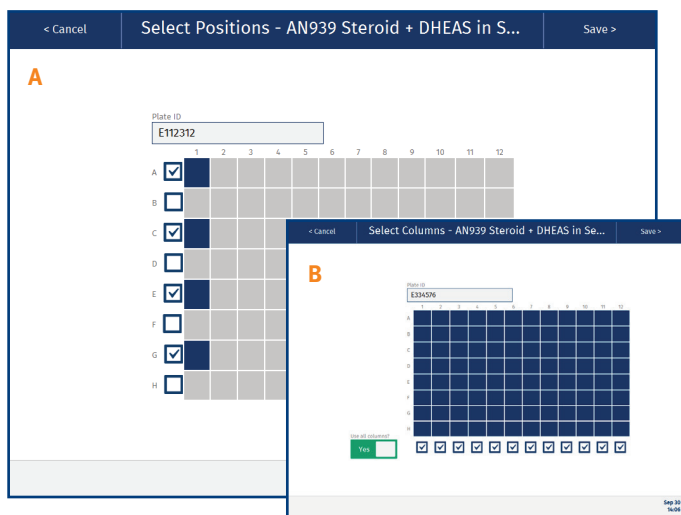 < Cancel
Select Positions - AN939 Steroid + DHEAS in S...
Save >
A
Plate ID
E112312
1 2 3 4 5 6 7 8 9 10 11 12
A
B
C
D
E
F
G
H
< Cancel
Select Columns - AN939 Steroid + DHEAS in Se...
Save >
B
Plate ID
E334576
1 2 3 4 5 6 7 8 9 10 11 12
A
B
C
D
E
F
G
H
Use all columns?
Yes
Sep 30
14:06